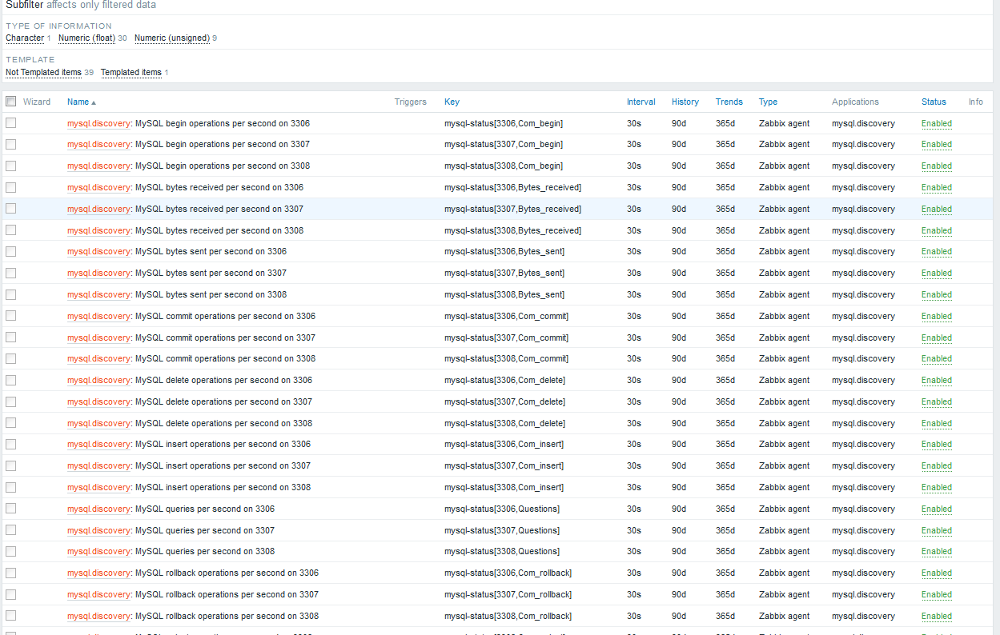 Subfilter affects only filtered data
TYPE OF INFORMATION
Character 1 Numeric (float) 30 Numeric (unsigned) 9
TEMPLATE
Not Templated items 39 Templated items 1
Wizard Name ▲ Triggers Key Interval History Trends Type Applications Status Info
mysql.discovery: MySQL begin operations per second on 3306 mysql-status[3306,Com_begin] 30s 90d 365d Zabbix agent mysql.discovery Enabled
mysql.discovery: MySQL begin operations per second on 3307 mysql-status[3307,Com_begin] 30s 90d 365d Zabbix agent mysql.discovery Enabled
mysql.discovery: MySQL begin operations per second on 3308 mysql-status[3308,Com_begin] 30s 90d 365d Zabbix agent mysql.discovery Enabled
mysql.discovery: MySQL bytes received per second on 3306 mysql-status[3306,Bytes_received] 30s 90d 365d Zabbix agent mysql.discovery Enabled
mysql.discovery: MySQL bytes received per second on 3307 mysql-status[3307,Bytes_received] 30s 90d 365d Zabbix agent mysql.discovery Enabled
mysql.discovery: MySQL bytes received per second on 3308 mysql-status[3308,Bytes_received] 30s 90d 365d Zabbix agent mysql.discovery Enabled
mysql.discovery: MySQL bytes sent per second on 3306 mysql-status[3306,Bytes_sent] 30s 90d 365d Zabbix agent mysql.discovery Enabled
mysql.discovery: MySQL bytes sent per second on 3307 mysql-status[3307,Bytes_sent] 30s 90d 365d Zabbix agent mysql.discovery Enabled
mysql.discovery: MySQL bytes sent per second on 3308 mysql-status[3308,Bytes_sent] 30s 90d 365d Zabbix agent mysql.discovery Enabled
mysql.discovery: MySQL commit operations per second on 3306 mysql-status[3306,Com_commit] 30s 90d 365d Zabbix agent mysql.discovery Enabled
mysql.discovery: MySQL commit operations per second on 3307 mysql-status[3307,Com_commit] 30s 90d 365d Zabbix agent mysql.discovery Enabled
mysql.discovery: MySQL commit operations per second on 3308 mysql-status[3308,Com_commit] 30s 90d 365d Zabbix agent mysql.discovery Enabled
mysql.discovery: MySQL delete operations per second on 3306 mysql-status[3306,Com_delete] 30s 90d 365d Zabbix agent mysql.discovery Enabled
mysql.discovery: MySQL delete operations per second on 3307 mysql-status[3307,Com_delete] 30s 90d 365d Zabbix agent mysql.discovery Enabled
mysql.discovery: MySQL delete operations per second on 3308 mysql-status[3308,Com_delete] 30s 90d 365d Zabbix agent mysql.discovery Enabled
mysql.discovery: MySQL insert operations per second on 3306 mysql-status[3306,Com_insert] 30s 90d 365d Zabbix agent mysql.discovery Enabled
mysql.discovery: MySQL insert operations per second on 3307 mysql-status[3307,Com_insert] 30s 90d 365d Zabbix agent mysql.discovery Enabled
mysql.discovery: MySQL insert operations per second on 3308 mysql-status[3308,Com_insert] 30s 90d 365d Zabbix agent mysql.discovery Enabled
mysql.discovery: MySQL queries per second on 3306 mysql-status[3306,Questions] 30s 90d 365d Zabbix agent mysql.discovery Enabled
mysql.discovery: MySQL queries per second on 3307 mysql-status[3307,Questions] 30s 90d 365d Zabbix agent mysql.discovery Enabled
mysql.discovery: MySQL queries per second on 3308 mysql-status[3308,Questions] 30s 90d 365d Zabbix agent mysql.discovery Enabled
mysql.discovery: MySQL rollback operations per second on 3306 mysql-status[3306,Com_rollback] 30s 90d 365d Zabbix agent mysql.discovery Enabled
mysql.discovery: MySQL rollback operations per second on 3307 mysql-status[3307,Com_rollback] 30s 90d 365d Zabbix agent mysql.discovery Enabled
mysql.discovery: MySQL rollback operations per second on 3308 mysql-status[3308,Com_rollback] 30s 90d 365d Zabbix agent mysql.discovery Enabled